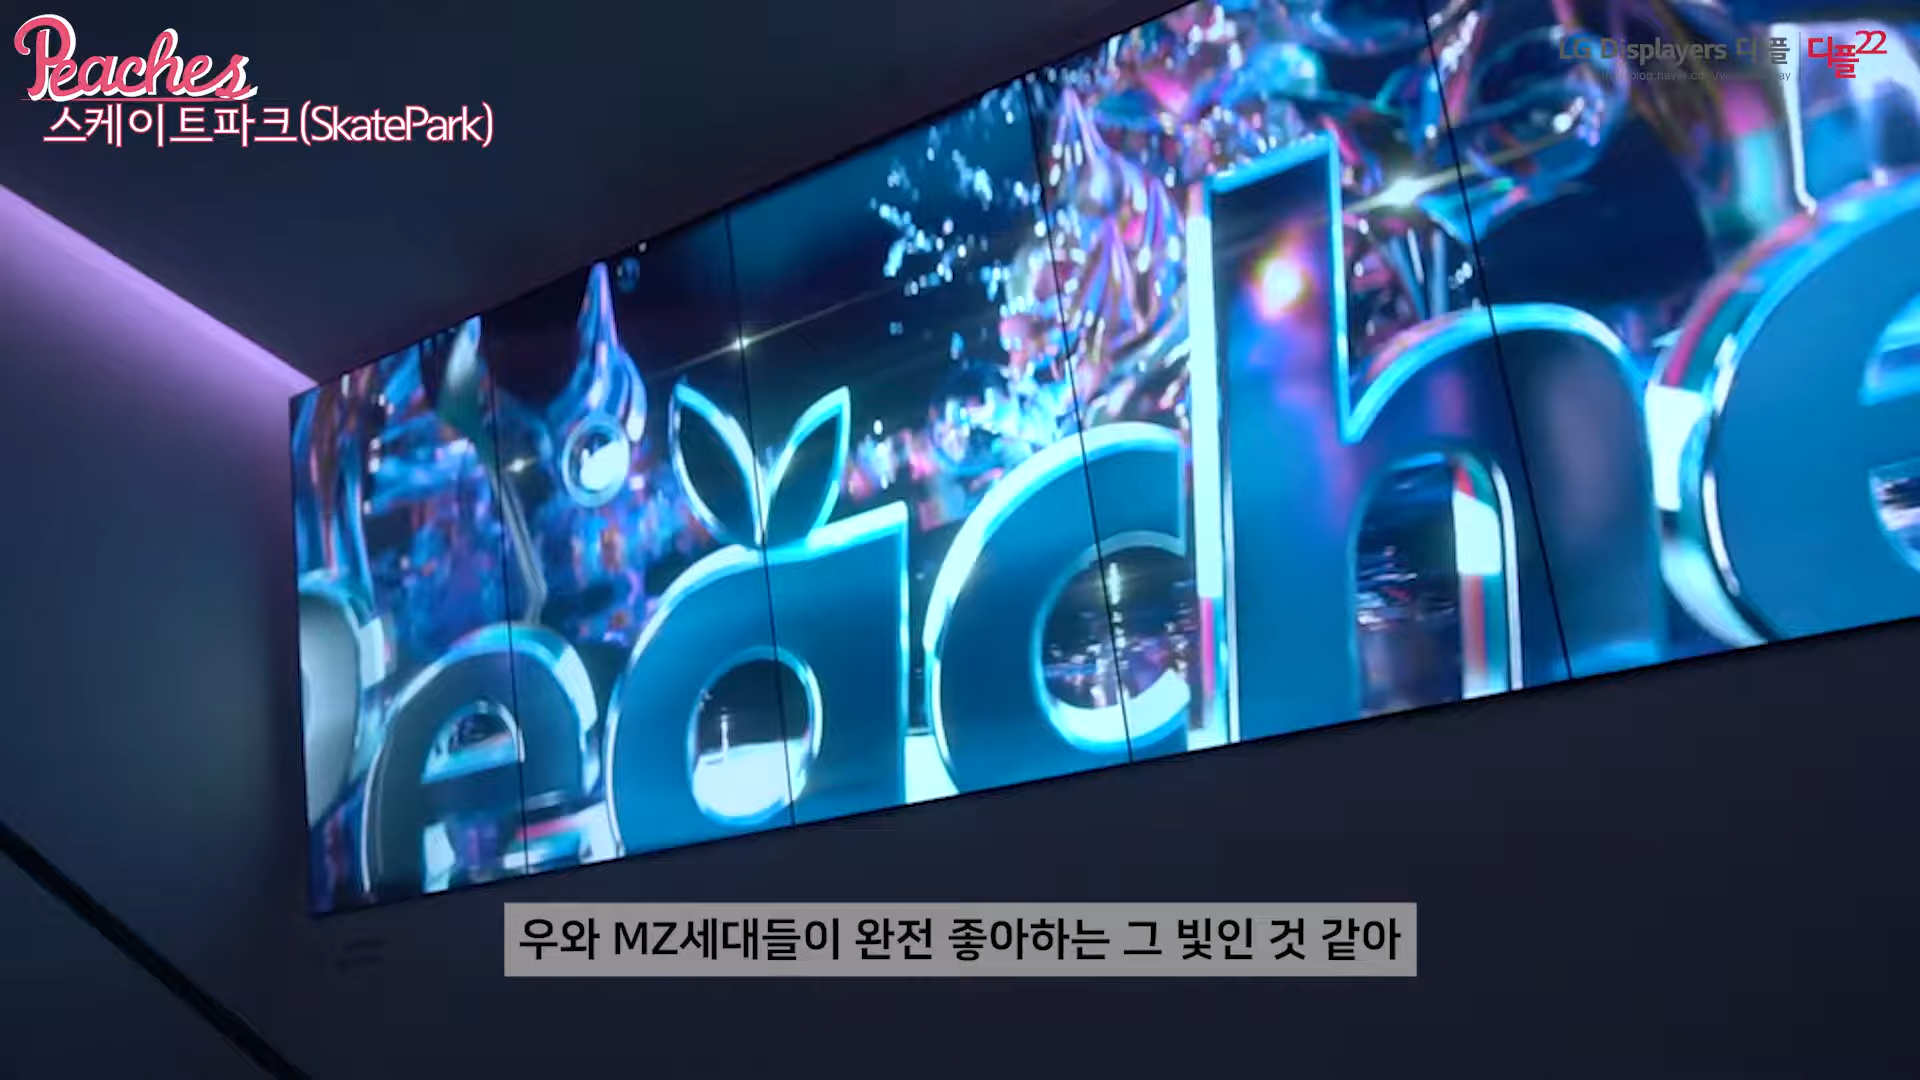 Peaches
스케이트파크(SkatePark)
LG Displayers 디플
디플22
Peache
우와 MZ세대들이 완전 좋아하는 그 빛인 것 같아